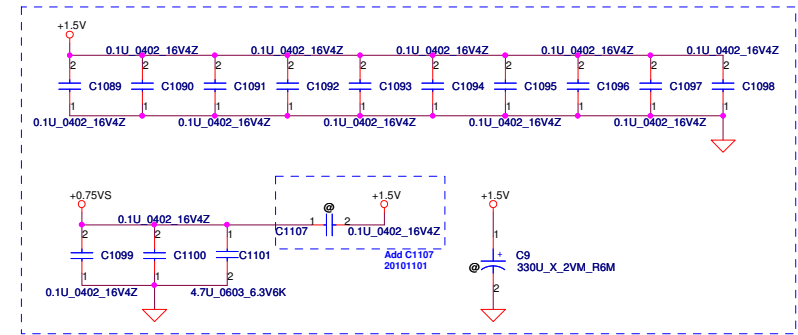 +1.5V
0.1U_0402_16V4Z 0.1U_0402_16V4Z 0.1U_0402_16V4Z 0.1U_0402_16V4Z 0.1U_0402_16V4Z
2 2 2 2 2 2 2 2 2 2
C1089 C1090 C1091 C1092 C1093 C1094 C1095 C1096 C1097 C1098
1 1 1 1 1 1 1 1 1 1
0.1U_0402_16V4Z 0.1U_0402_16V4Z 0.1U_0402_16V4Z 0.1U_0402_16V4Z 0.1U_0402_16V4Z
+0.75VS +1.5V +1.5V
@
0.1U_0402_16V4Z 1 2
C1107 0.1U_0402_16V4Z
2 2 1 1
C1099 C1100 C1101
Add C1107
20101101
+ C9
@ 330U_X_2VM_R6M
1 1 2 2
0.1U_0402_16V4Z 4.7U_0603_6.3V6K